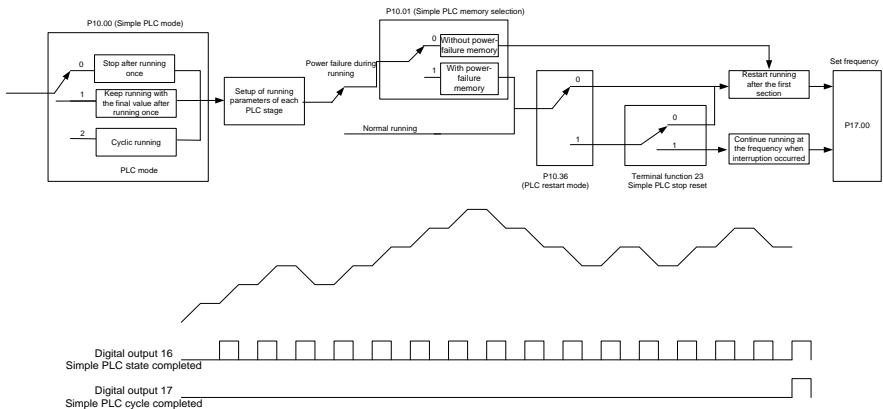 P10.00 (Simple PLC mode)
0
Stop after running
once
1
Keep running with
the final value after
running once
2
Cyclic running
PLC mode
Setup of running
parameters of each
PLC stage
Power failure during
running
Normal running
P10.01 (Simple PLC memory selection)
0
Without power-
failure memory
1
With power-
failure memory
0
1
P10.36
(PLC restart mode)
0
1
Terminal function 23
Simple PLC stop reset
Restart running
after the first
section
Continue running at
the frequency when
interruption occurred
Set frequency
P17.00
Digital output 16
Simple PLC state completed
Digital output 17
Simple PLC cycle completed